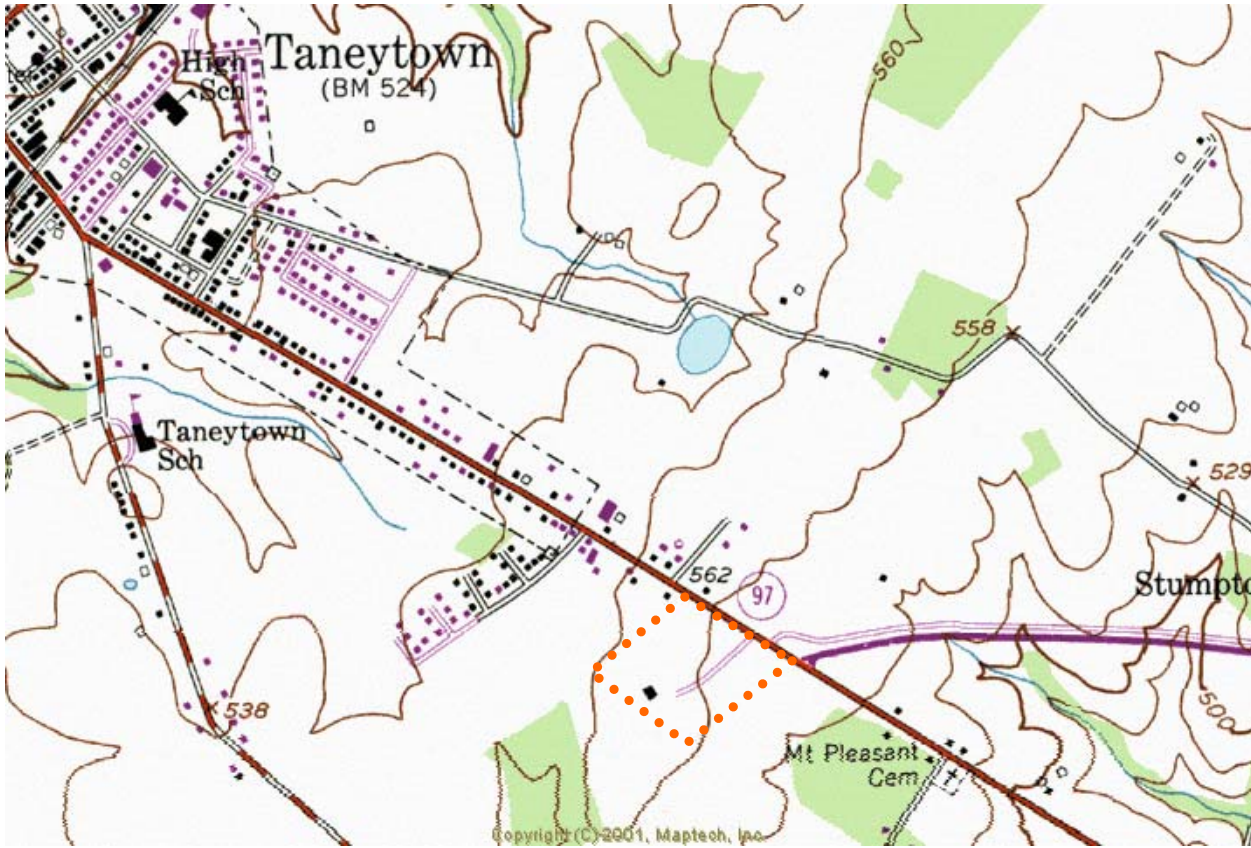 Taneytown
(BM 524)
High
Sch
560
558
529
Taneytown
Sch
562
97
Stumpto
538
500
Mt Pleasant
Cem
Copyright (C) 2001, Maptech, Inc.